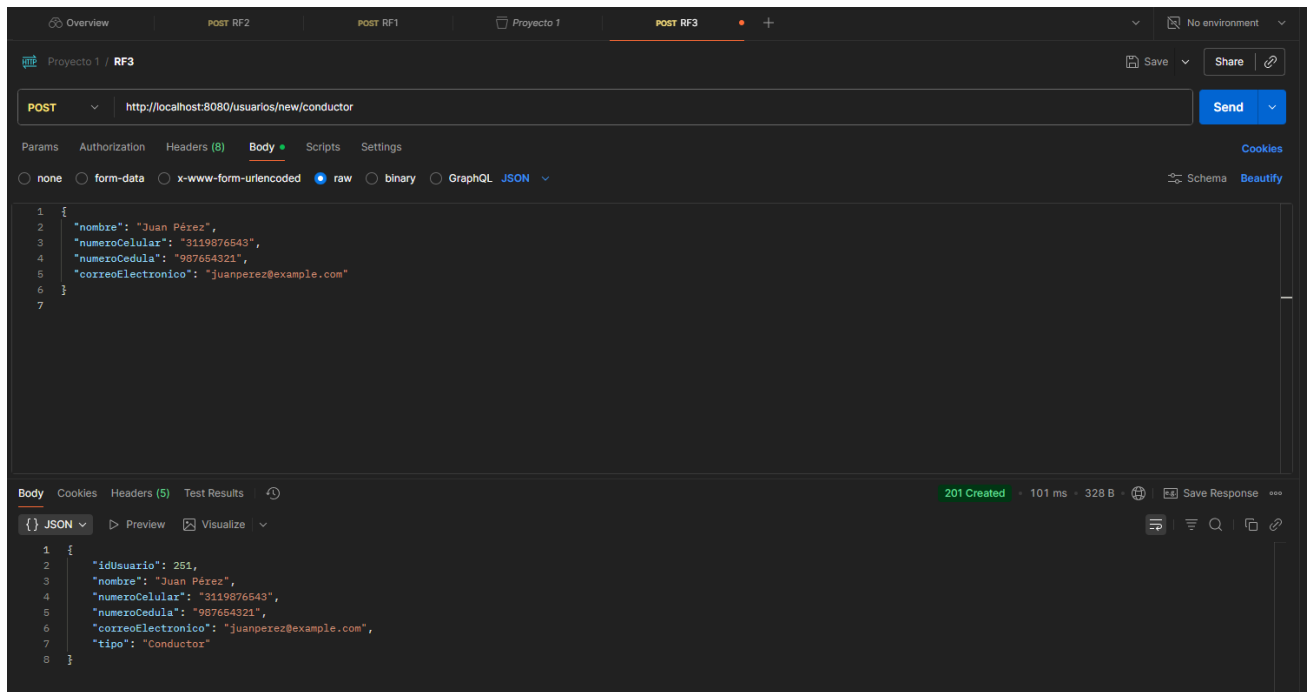 Overview POST RF2 POST RF1 Proyecto 1 POST RF3 No environment
HTTP Proyecto 1 / RF3 Save Share
POST http://localhost:8080/usuarios/new/conductor Send
Params Authorization Headers (8) Body Scripts Settings Cookies
none form-data x-www-form-urlencoded raw binary GraphQL JSON Schema Beautify
1 {
2 "nombre": "Juan Pérez",
3 "numeroCelular": "3119876543",
4 "numeroCedula": "987654321",
5 "correoElectronico": "juanperez@example.com"
6 }
7
Body Cookies Headers (5) Test Results 201 Created 101 ms 328 B e.g. Save Response
{} JSON Preview Visualize
1 {
2 "idUsuario": 251,
3 "nombre": "Juan Pérez",
4 "numeroCelular": "3119876543",
5 "numeroCedula": "987654321",
6 "correoElectronico": "juanperez@example.com",
7 "tipo": "Conductor"
8 }